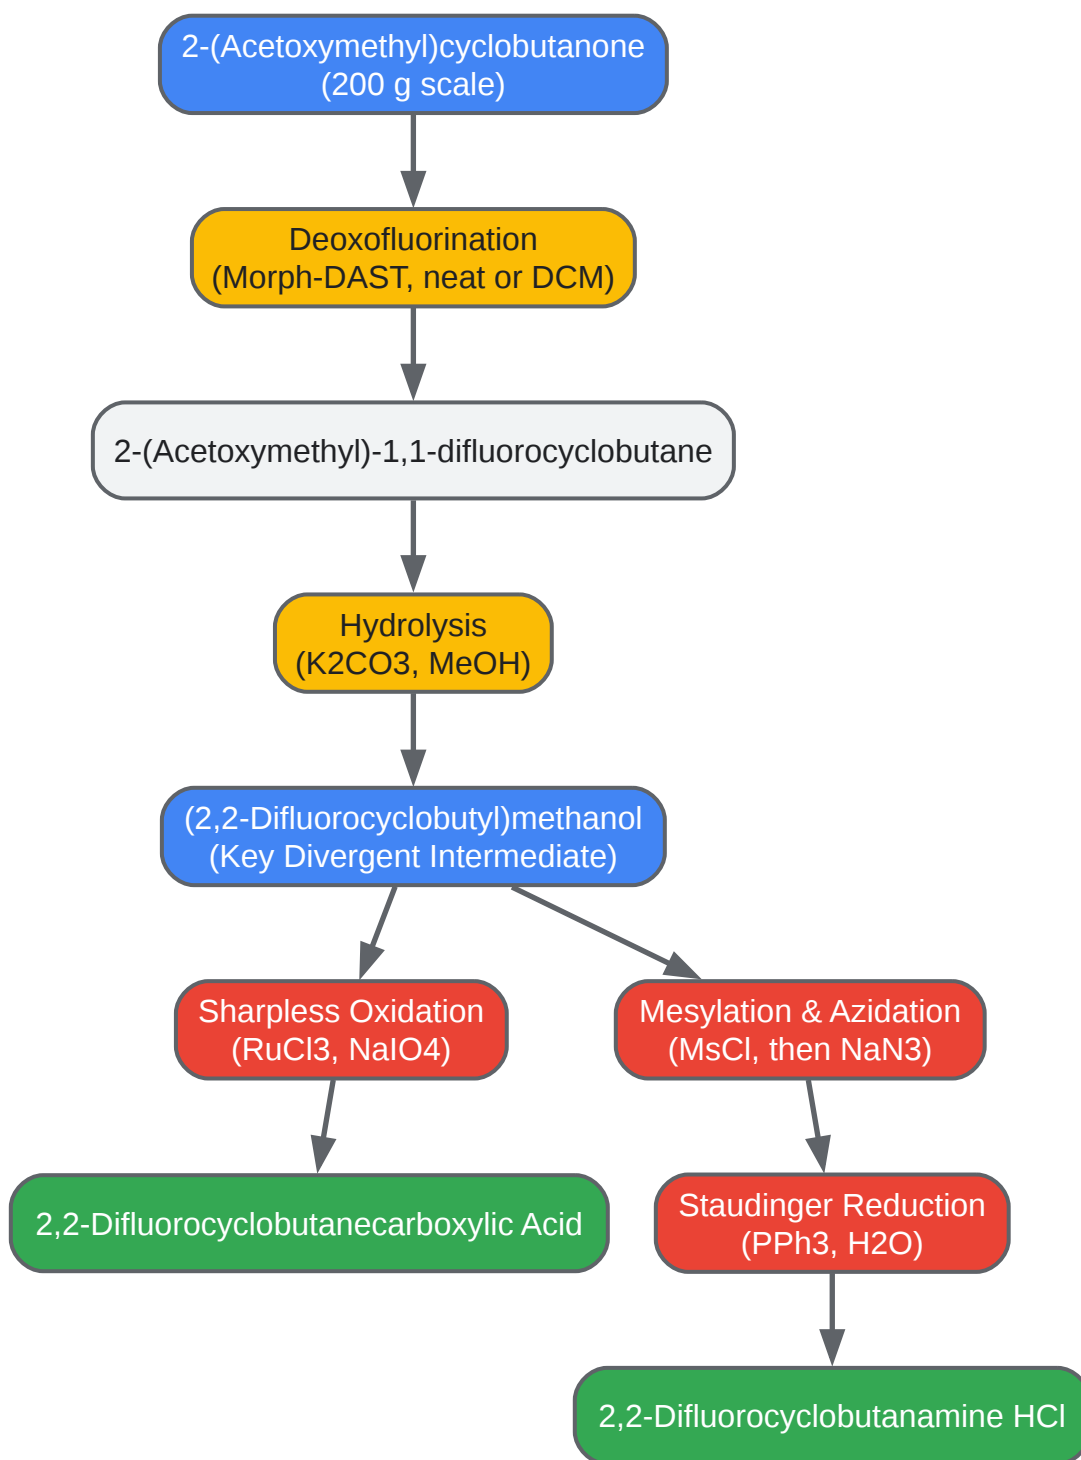 2-(Acetoxymethyl)cyclobutanone
(200 g scale)
Deoxofluorination
(Morph-DAST, neat or DCM)
2-(Acetoxymethyl)-1,1-difluorocyclobutane
Hydrolysis
(K2CO3, MeOH)
(2,2-Difluorocyclobutyl)methanol
(Key Divergent Intermediate)
Sharpless Oxidation
(RuCl3, NaIO4)
Mesylation & Azidation
(MsCl, then NaN3)
2,2-Difluorocyclobutanecarboxylic Acid
Staudinger Reduction
(PPh3, H2O)
2,2-Difluorocyclobutanamine HCl